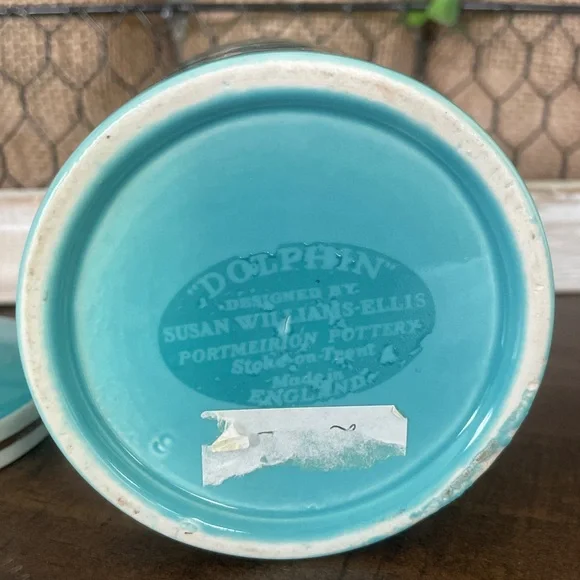 "DOLPHIN"
DESIGNED BY
SUSAN WILLIAMS-ELLIS
PORTMEIRION POTTERY
Stoke-on-Trent
Made in
ENGLAND